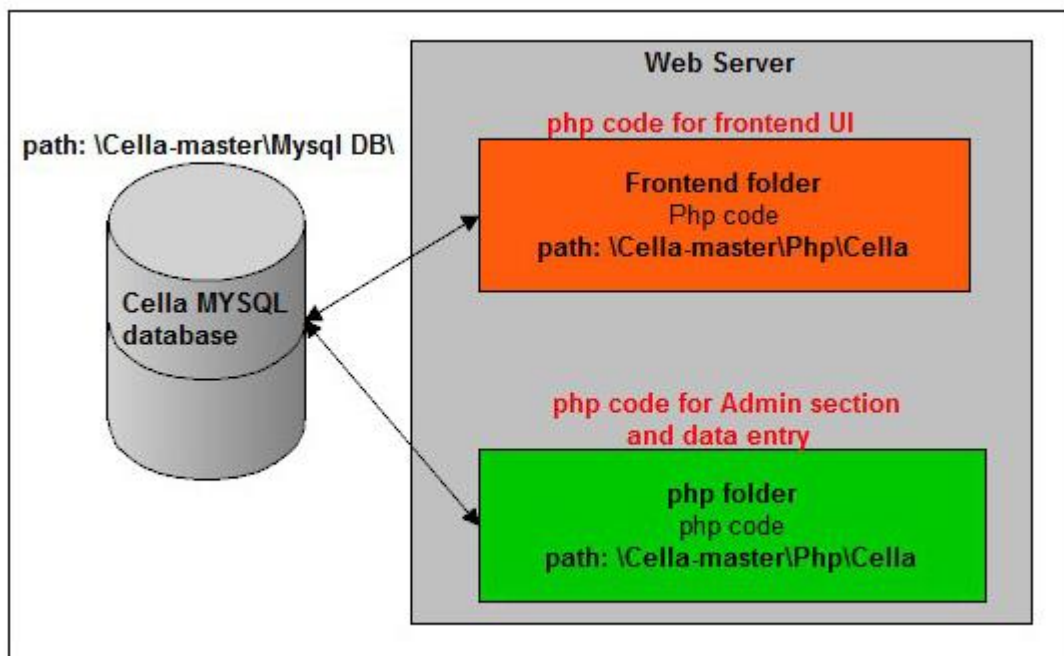 Web Server
path: \Cella-master\Mysql DB\
php code for frontend UI
Frontend folder
Php code
path: \Cella-master\Php\Cella
Cella MYSQL
database
php code for Admin section
and data entry
php folder
php code
path: \Cella-master\Php\Cella